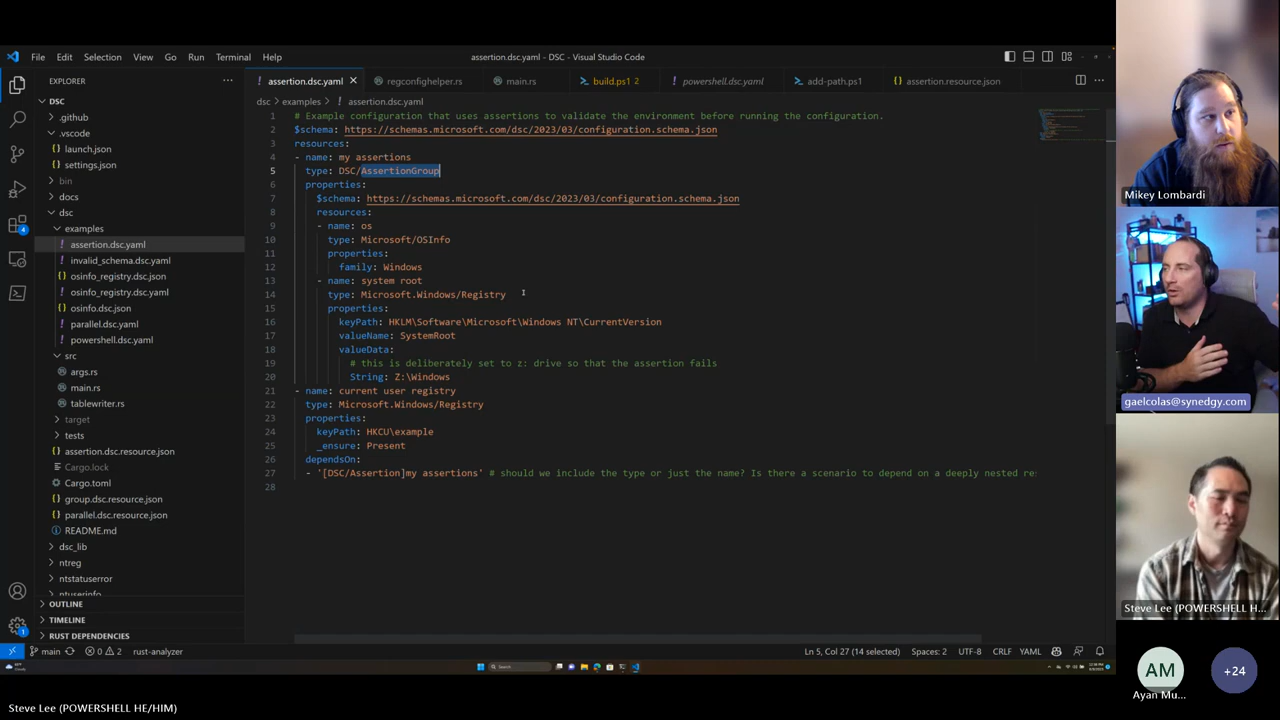 File Edit Selection View Go Run Terminal Help
assertion.dsc.yaml - DSC - Visual Studio Code
EXPLORER
DSC
.github
.vscode
launch.json
settings.json
bin
docs
dsc
examples
assertion.dsc.yaml
invalid_schema.dsc.yaml
osinfo_registry.dsc.json
osinfo_registry.dsc.yaml
osinfo.dsc.json
parallel.dsc.yaml
powershell.dsc.yaml
src
args.rs
main.rs
tablewriter.rs
target
tests
assertion.dsc.resource.json
Cargo.lock
Cargo.toml
group.dsc.resource.json
parallel.dsc.resource.json
README.md
dsc_lib
ntreg
ntstatuserror
ntuserinfo
OUTLINE
TIMELINE
RUST DEPENDENCIES
4
1
assertion.dsc.yaml regconfighelper.rs main.rs build.ps1 2 powershell.dsc.yaml add-path.ps1 assertion.resource.json
dsc > examples > ! assertion.dsc.yaml
1 # Example configuration that uses assertions to validate the environment before running the configuration.
2 $schema: https://schemas.microsoft.com/dsc/2023/03/configuration.schema.json
3 resources:
4 - name: my assertions
5 type: DSC/AssertionGroup
6 properties:
7 $schema: https://schemas.microsoft.com/dsc/2023/03/configuration.schema.json
8 resources:
9 - name: os
10 type: Microsoft/OSInfo
11 properties:
12 family: Windows
13 - name: system root
14 type: Microsoft.Windows/Registry
15 properties:
16 keyPath: HKLM\Software\Microsoft\Windows NT\CurrentVersion
17 valueName: SystemRoot
18 valueData:
19 # this is deliberately set to z: drive so that the assertion fails
20 String: Z:\Windows
21 - name: current user registry
22 type: Microsoft.Windows/Registry
23 properties:
24 keyPath: HKCU\example
25 _ensure: Present
26 dependsOn:
27 - '[DSC/Assertion]my assertions' # should we include the type or just the name? Is there a scenario to depend on a deeply nested re
28
main 0 2 rust-analyzer
Ln 5, Col 27 (14 selected) Spaces: 2 UTF-8 CRLF YAML
Search
Mikey Lombardi
gaelcolas@synedgy.com
Steve Lee (POWERSHELL H...
AM
Ayan Mu...
+24
Steve Lee (POWERSHELL HE/HIM)